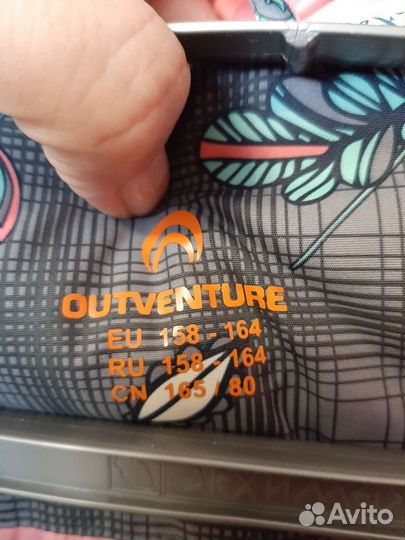 OUTVENTURE
EU 158 - 164
RU 158 - 164
CN 165 / 80
Avito